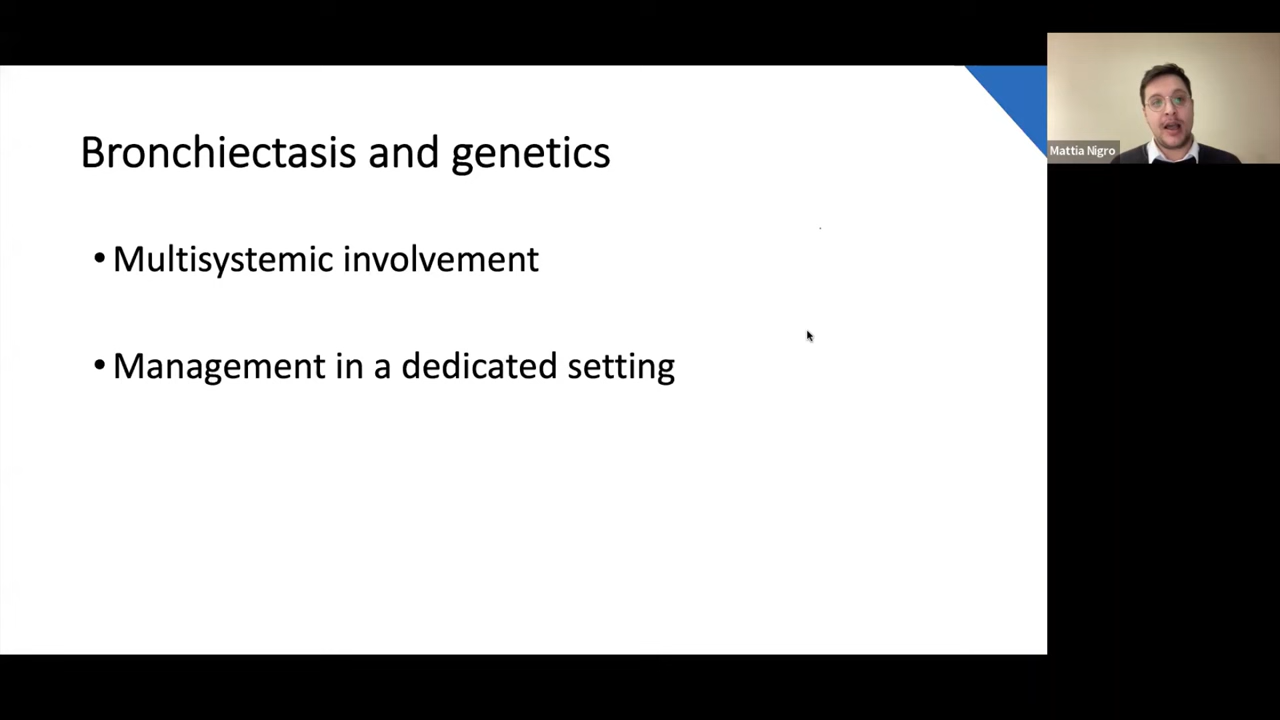 Bronchiectasis and genetics
• Multisystemic involvement
• Management in a dedicated setting
Mattia Nigro